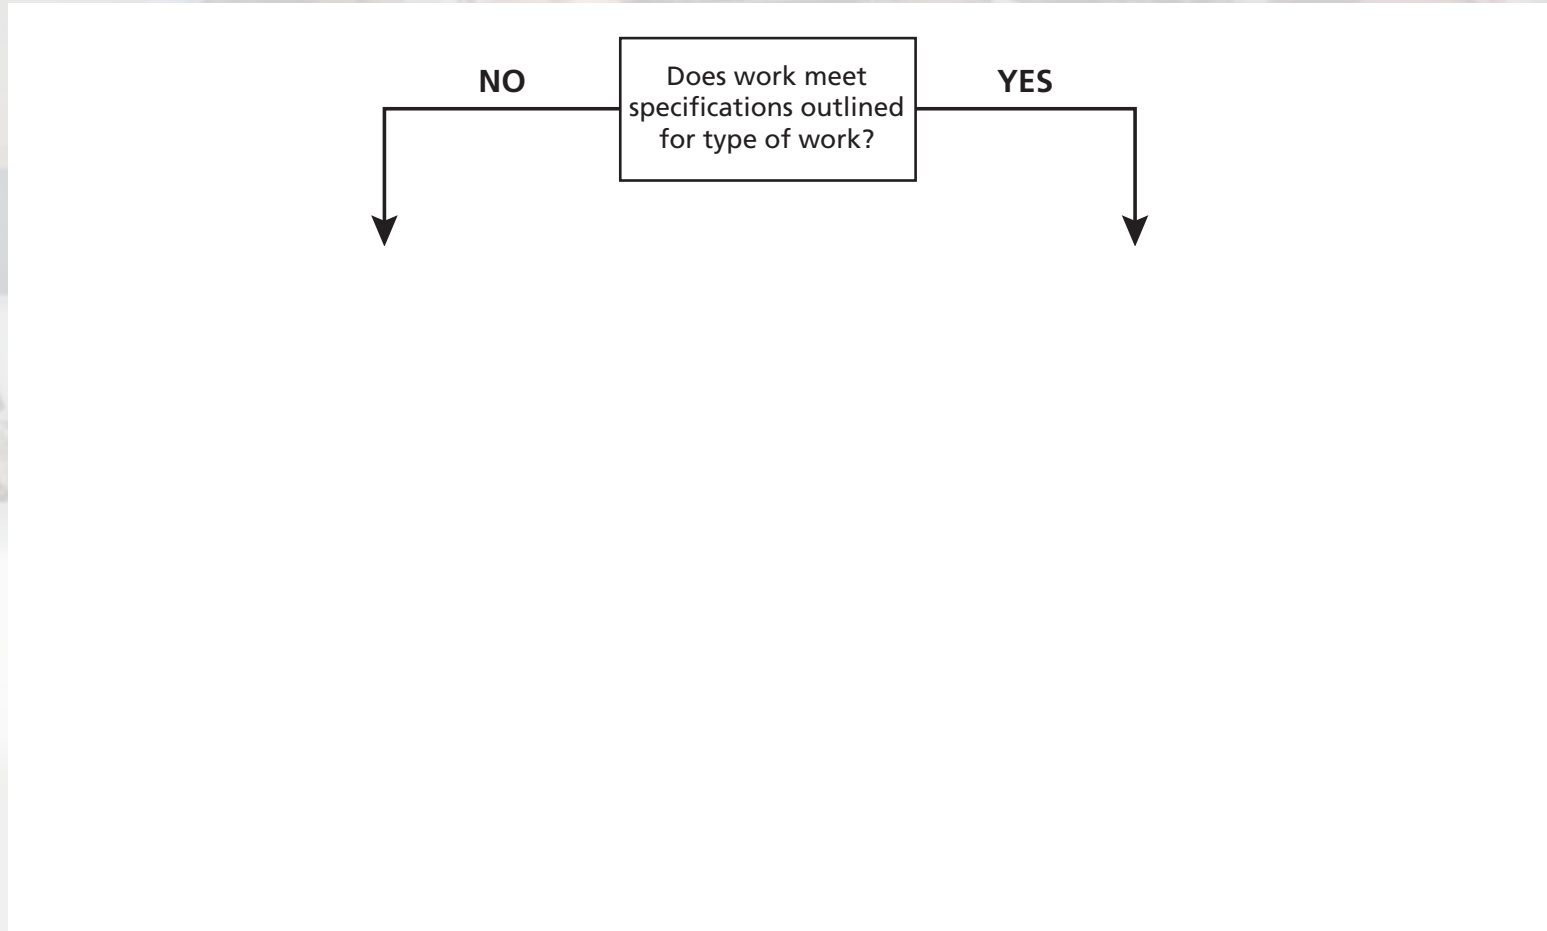 NO
Does work meet
specifications outlined
for type of work?
YES